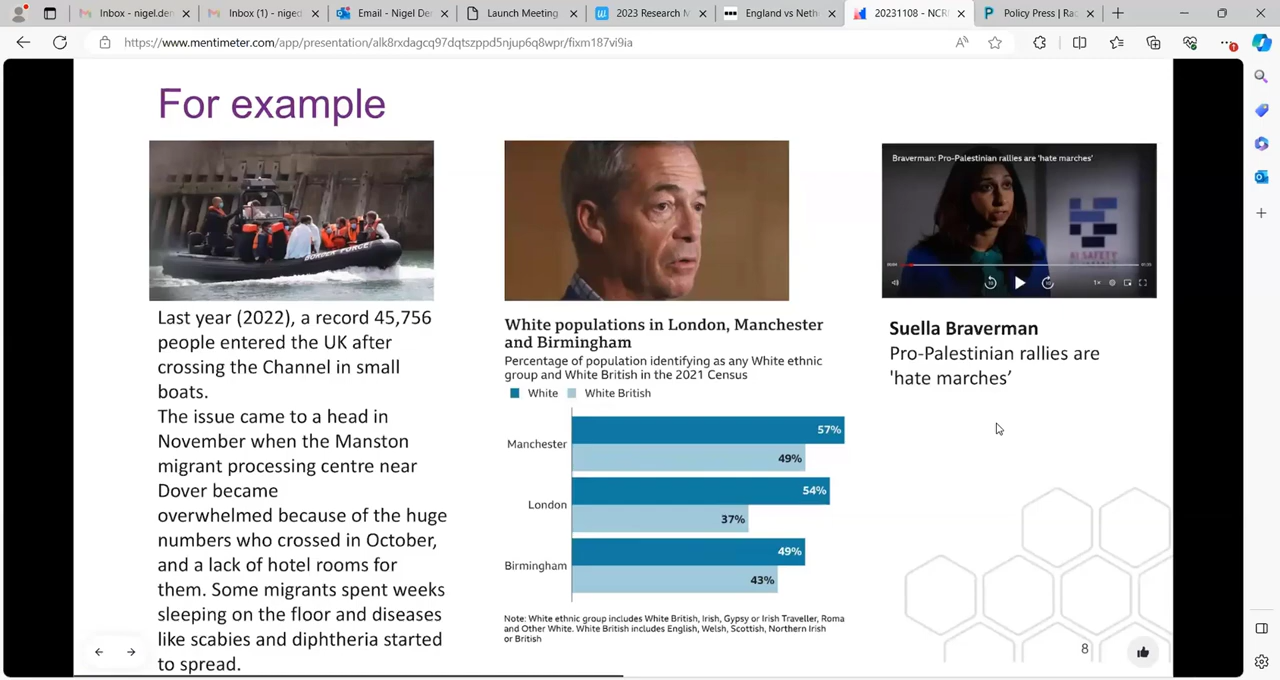 Inbox - nigel.der
Inbox (1) - niged
Email - Nigel De
Launch Meeting
2023 Research M
England vs Neth
20231108 - NCRI
Policy Press | Rac
https://www.mentimeter.com/app/presentation/alk8rxdagcq97dqtszppd5njup6q8wpr/fixm187vi9ia
For example
BORDER FORCE
Last year (2022), a record 45,756
people entered the UK after
crossing the Channel in small
boats.
The issue came to a head in
November when the Manston
migrant processing centre near
Dover became
overwhelmed because of the huge
numbers who crossed in October,
and a lack of hotel rooms for
them. Some migrants spent weeks
sleeping on the floor and diseases
like scabies and diphtheria started
to spread.
White populations in London, Manchester
and Birmingham
Percentage of population identifying as any White ethnic
group and White British in the 2021 Census
White White British
Manchester
57%
49%
London
54%
37%
Birmingham
49%
43%
Note: White ethnic group includes White British, Irish, Gypsy or Irish Traveller, Roma
and Other White. White British includes English, Welsh, Scottish, Northern Irish
or British
Braverman: Pro-Palestinian rallies are 'hate marches'
AI SAFETY
1×
Suella Braverman
Pro-Palestinian rallies are
'hate marches’
8